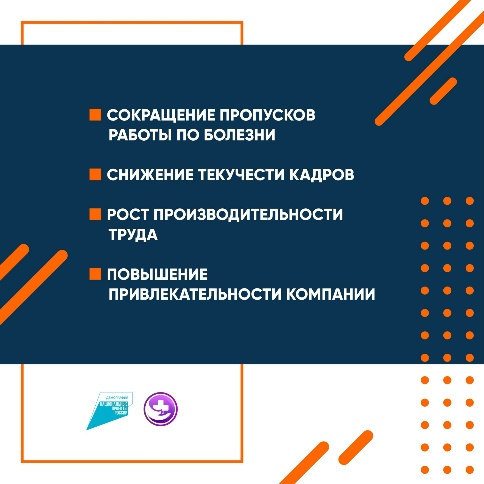 СОКРАЩЕНИЕ ПРОПУСКОВ
РАБОТЫ ПО БОЛЕЗНИ
СНИЖЕНИЕ ТЕКУЧЕСТИ КАДРОВ
РОСТ ПРОИЗВОДИТЕЛЬНОСТИ
ТРУДА
ПОВЫШЕНИЕ
ПРИВЛЕКАТЕЛЬНОСТИ КОМПАНИИ